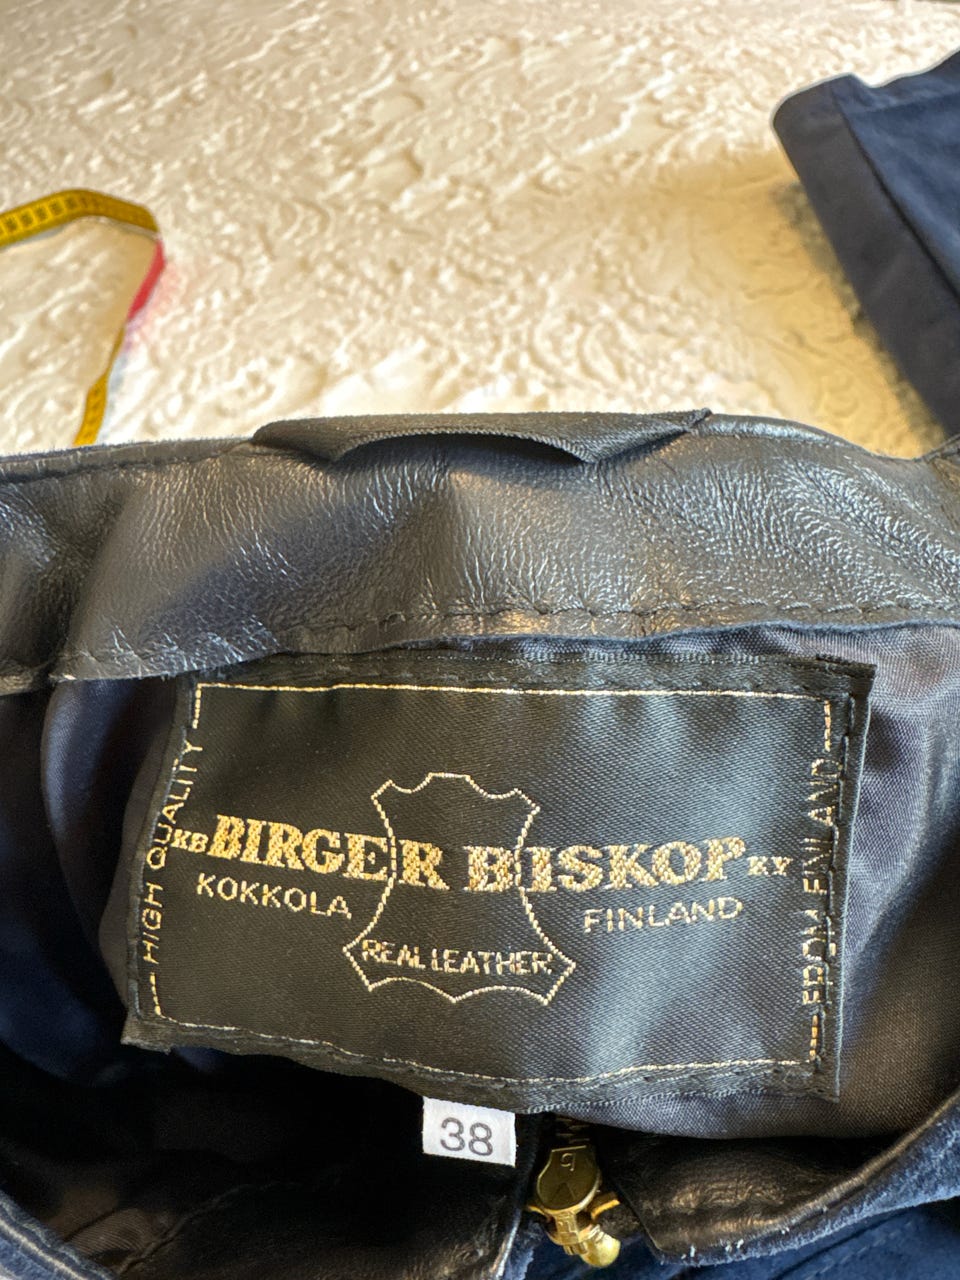 HIGH QUALITY
KB BIRGER BISKOP KY
KOKKOLA FINLAND
REAL LEATHER
FROM FINLAND
38